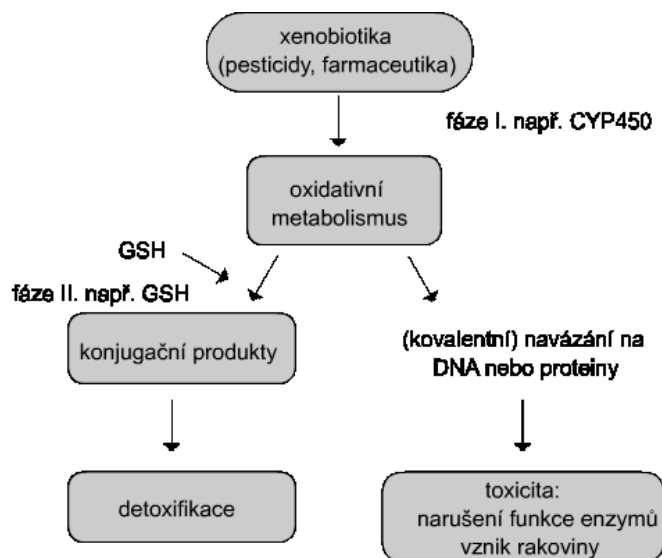 xenobiotika
(pesticidy, farmaceutika)
fáze I. např. CYP450
oxidativní
metabolismus
GSH
fáze II. např. GSH
konjugační produkty
(kovalentní) navázání na
DNA nebo proteiny
detoxifikace
toxicita:
narušení funkce enzymů
vznik rakoviny